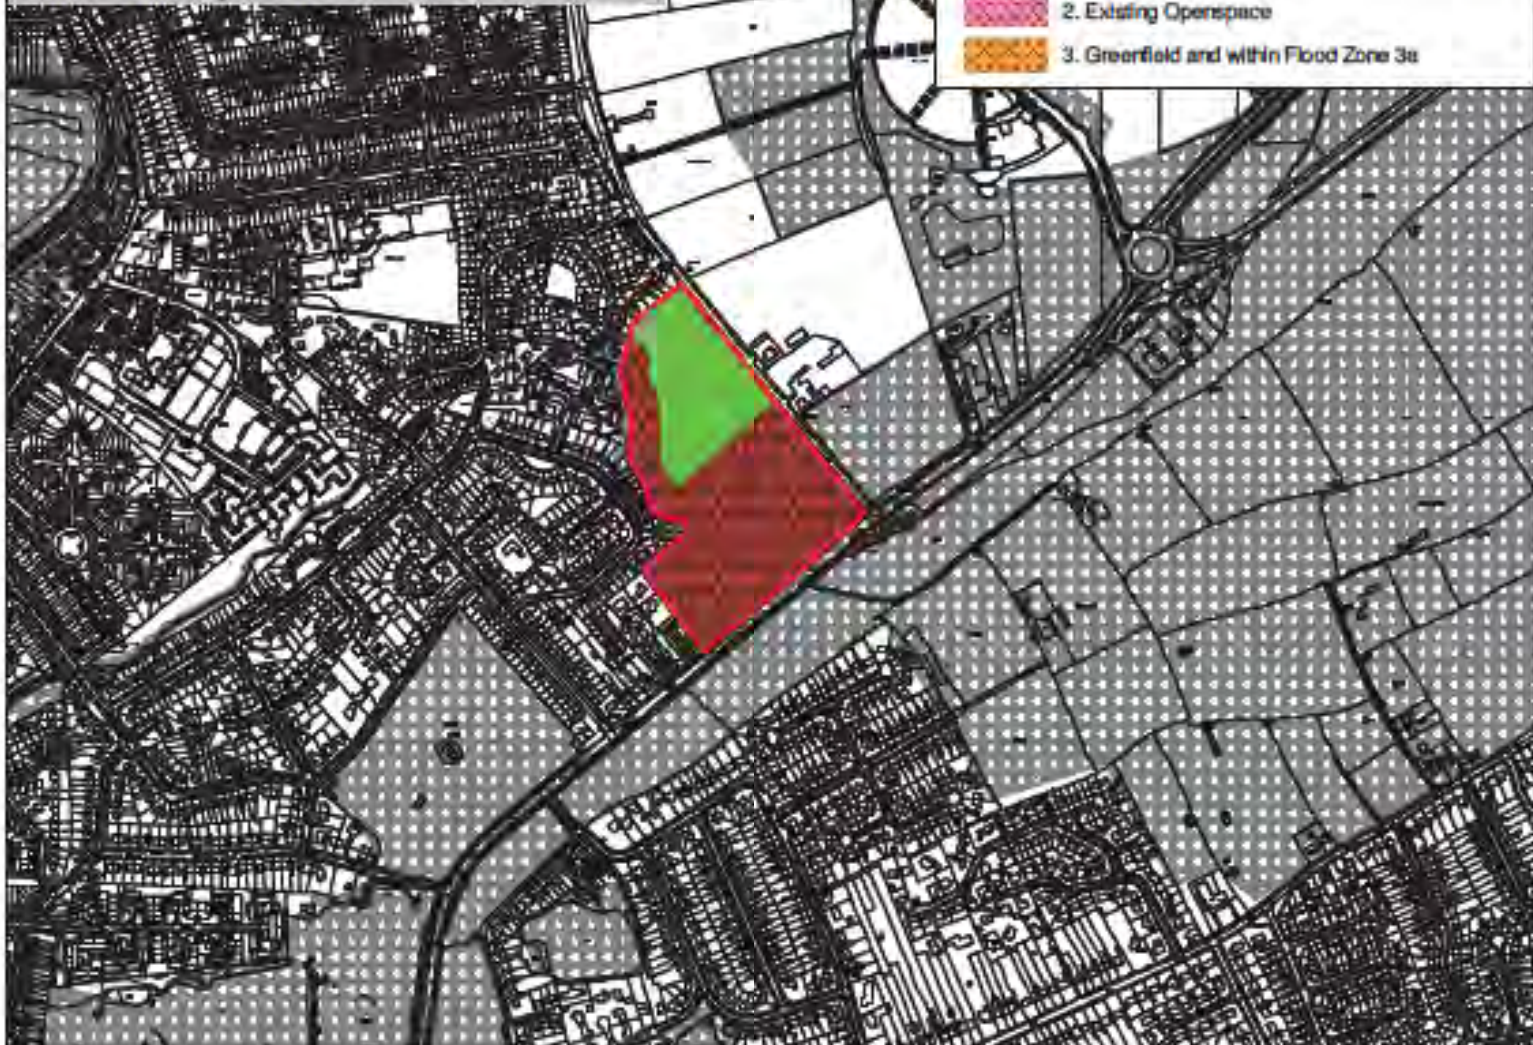 2. Existing Openspace
3. Greenfield and within Flood Zone 3a